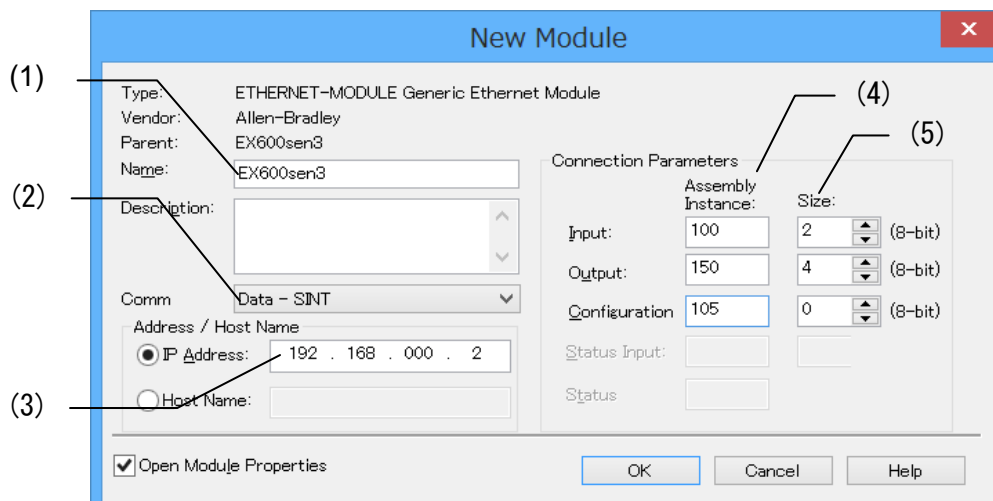 New Module
(1)
Type: ETHERNET-MODULE Generic Ethernet Module
(4)
Vendor: Allen-Bradley
Parent: EX600sen3
(5)
Name: EX600sen3
Connection Parameters
(2)
Assembly Instance: Size:
Description:
Input: 100 2 (8-bit)
Output: 150 4 (8-bit)
Comm Data - SINT
Configuration 105 0 (8-bit)
Address / Host Name
IP Address: 192 . 168 . 000 . 2
Status Input:
(3)
Host Name:
Status
Open Module Properties
OK Cancel Help